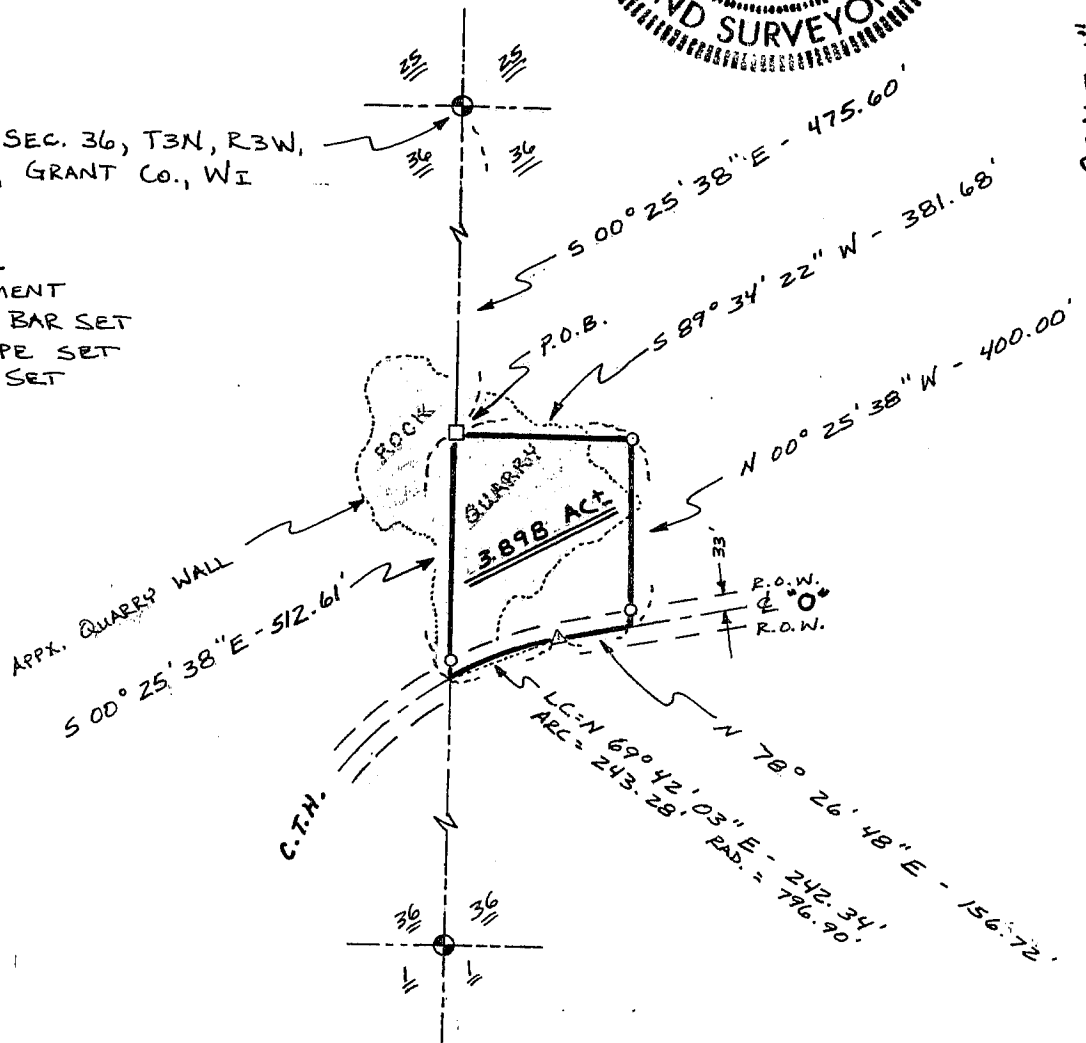 ND SURVEYOR
25 25
SEC. 36, T3N, R3W,
GRANT CO., WI
36 36
S 00° 25' 38" E - 475.60'
MENT
BAR SET
PE SET
SET
P.O.B.
S 89° 34' 22" W - 381.68'
N 00° 25' 38" W - 400.00'
ROCK
QUARRY
3.898 AC±
APPX. QUARRY WALL
S 00° 25' 38" E - 512.61'
33'
R.O.W.
℄ "O"
R.O.W.
LC=N 69° 42' 03" E - 242.34'
ARC = 243.28' RAD. = 796.90'
N 78° 26' 48" E - 156.72'
C.T.H.
36 36
1 1